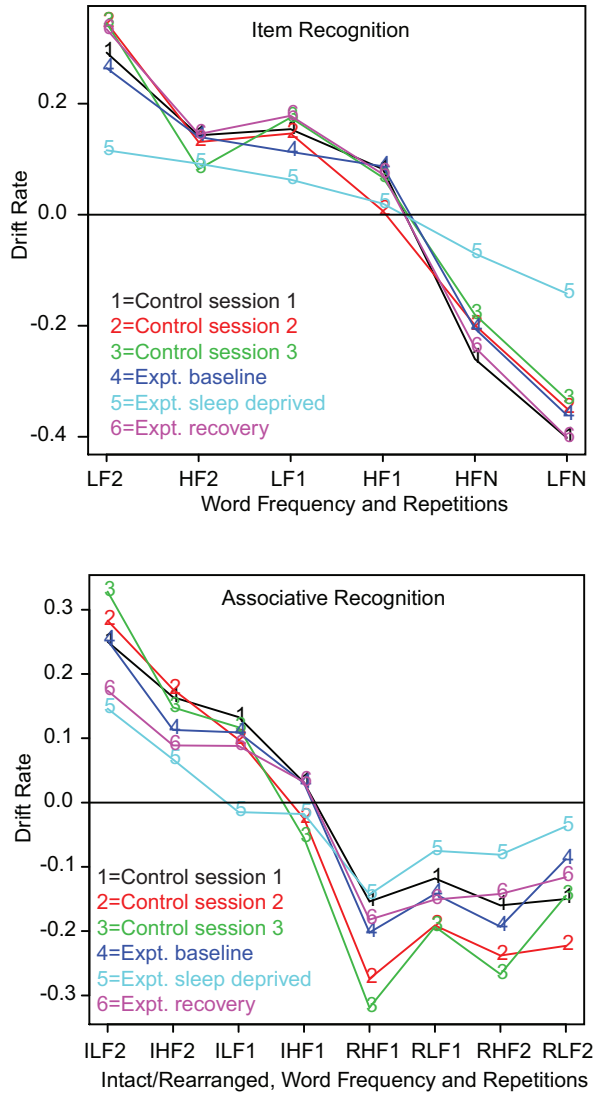 Item Recognition
Drift Rate
0.2
0.0
-0.2
-0.4
1=Control session 1
2=Control session 2
3=Control session 3
4=Expt. baseline
5=Expt. sleep deprived
6=Expt. recovery
LF2 HF2 LF1 HF1 HFN LFN
Word Frequency and Repetitions
Associative Recognition
Drift Rate
0.3
0.2
0.1
0.0
-0.1
-0.2
-0.3
1=Control session 1
2=Control session 2
3=Control session 3
4=Expt. baseline
5=Expt. sleep deprived
6=Expt. recovery
ILF2 IHF2 ILF1 IHF1 RHF1 RLF1 RHF2 RLF2
Intact/Rearranged, Word Frequency and Repetitions